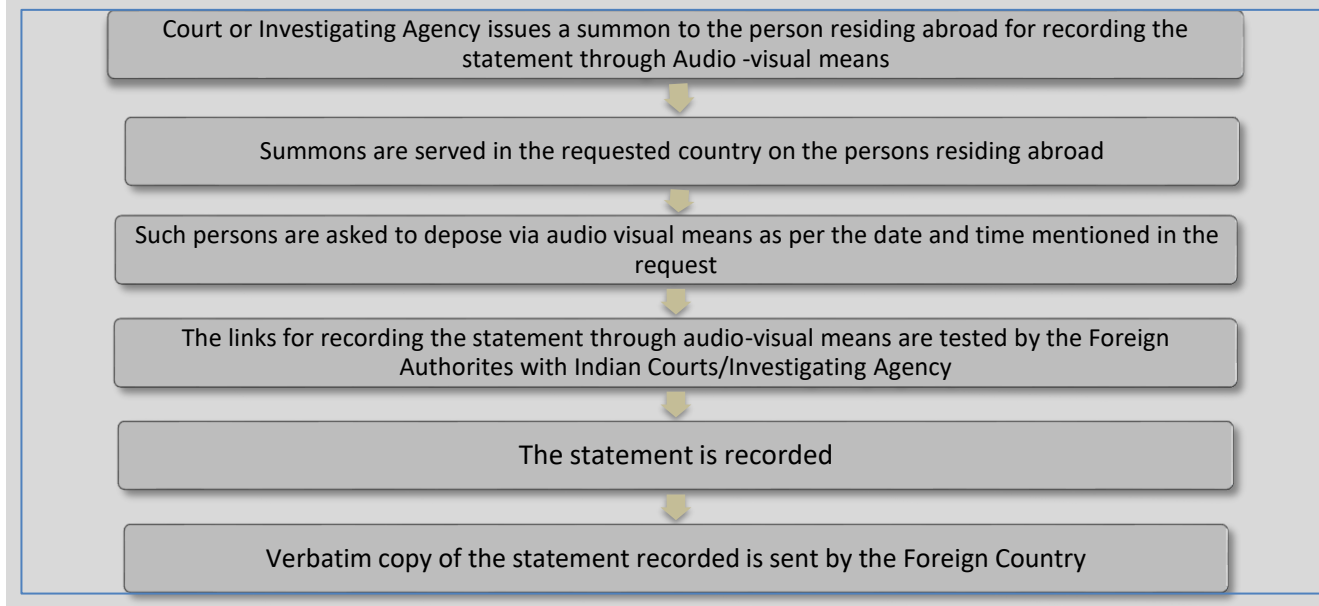 Court or Investigating Agency issues a summon to the person residing abroad for recording the
statement through Audio -visual means
Summons are served in the requested country on the persons residing abroad
Such persons are asked to depose via audio visual means as per the date and time mentioned in the
request
The links for recording the statement through audio-visual means are tested by the Foreign
Authorites with Indian Courts/Investigating Agency
The statement is recorded
Verbatim copy of the statement recorded is sent by the Foreign Country